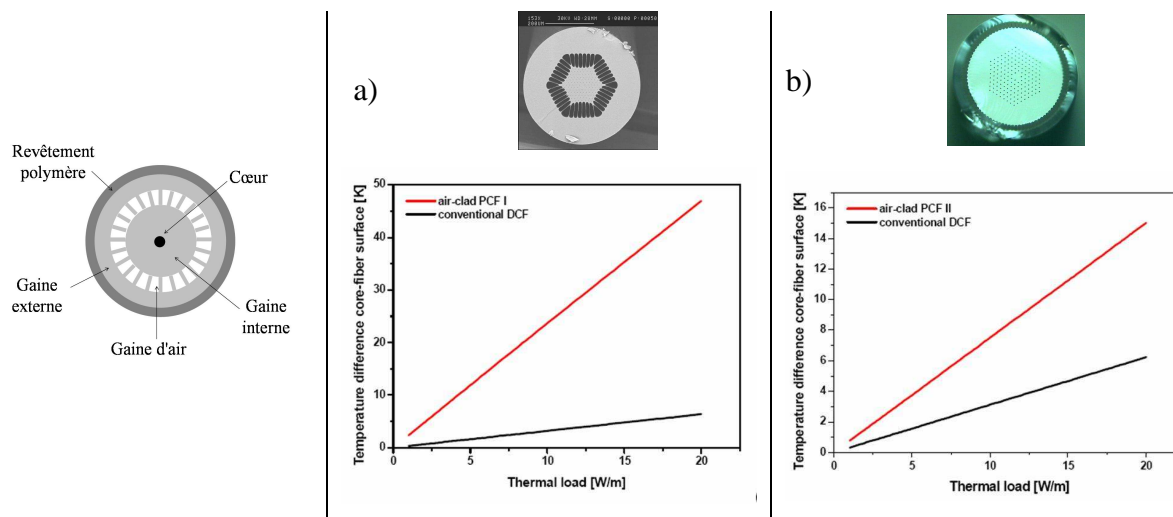 Revêtement
polymère
Cœur
Gaine
externe
Gaine
interne
Gaine d'air
a)
200UM
50
40
30
20
10
0
0
5
10
15
20
Temperature difference core-fiber surface [K]
Thermal load [W/m]
air-clad PCF I
conventional DCF
b)
16
14
12
10
8
6
4
2
0
0
5
10
15
20
Temperature difference core-fiber surface [K]
Thermal load [W/m]
air-clad PCF II
conventional DCF